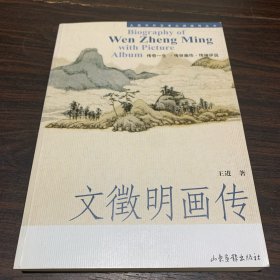 Biography of
Wen Zheng Ming
with Picture
Album
王进 著
文徵明画传
山东画报出版社